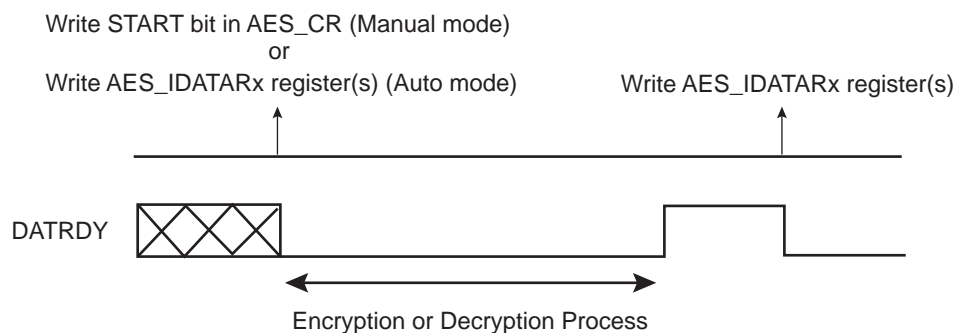 Write START bit in AES_CR (Manual mode)
or
Write AES_IDATARx register(s) (Auto mode)
Write AES_IDATARx register(s)
DATRDY
Encryption or Decryption Process